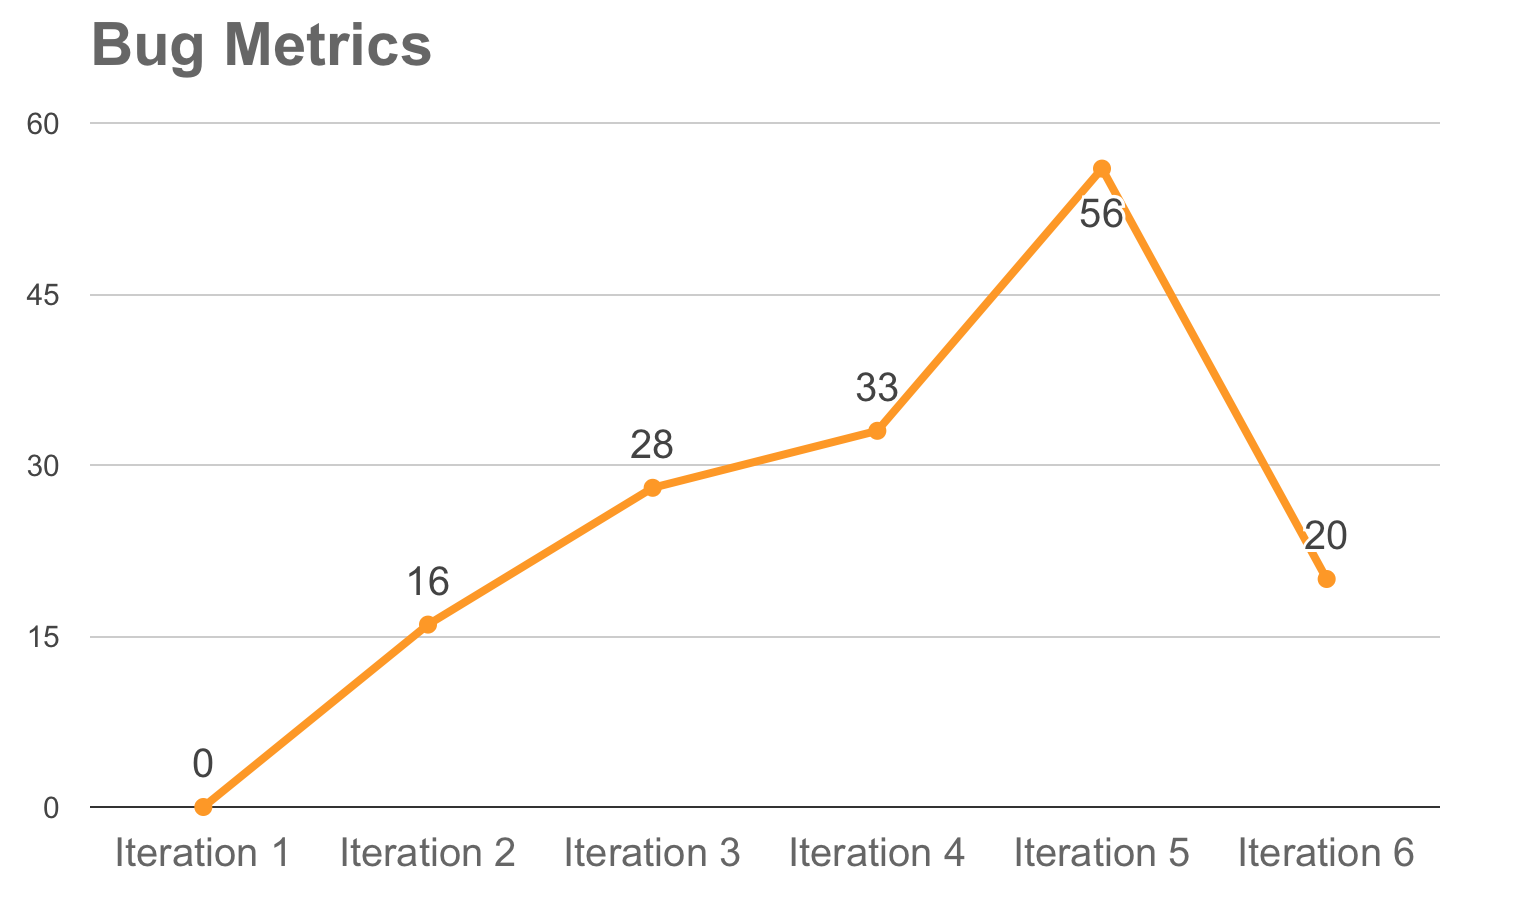 Bug Metrics
60
45
30
15
0
0
16
28
33
56
20
Iteration 1
Iteration 2
Iteration 3
Iteration 4
Iteration 5
Iteration 6